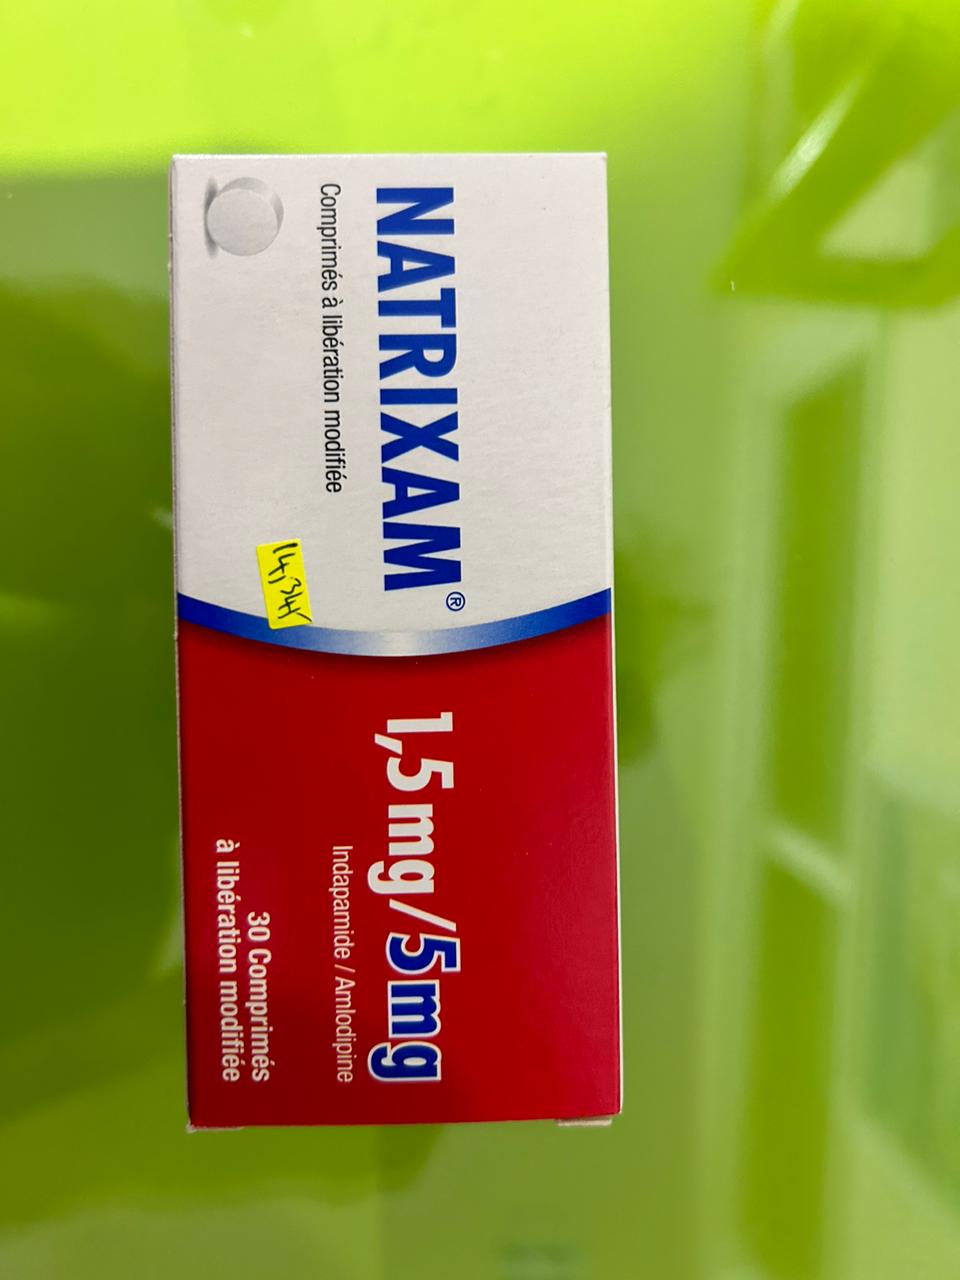 NATRIXAM®
Comprimés à libération modifiée
14,34
1,5 mg/5 mg
Indapamide / Amlodipine
30 Comprimés
à libération modifiée